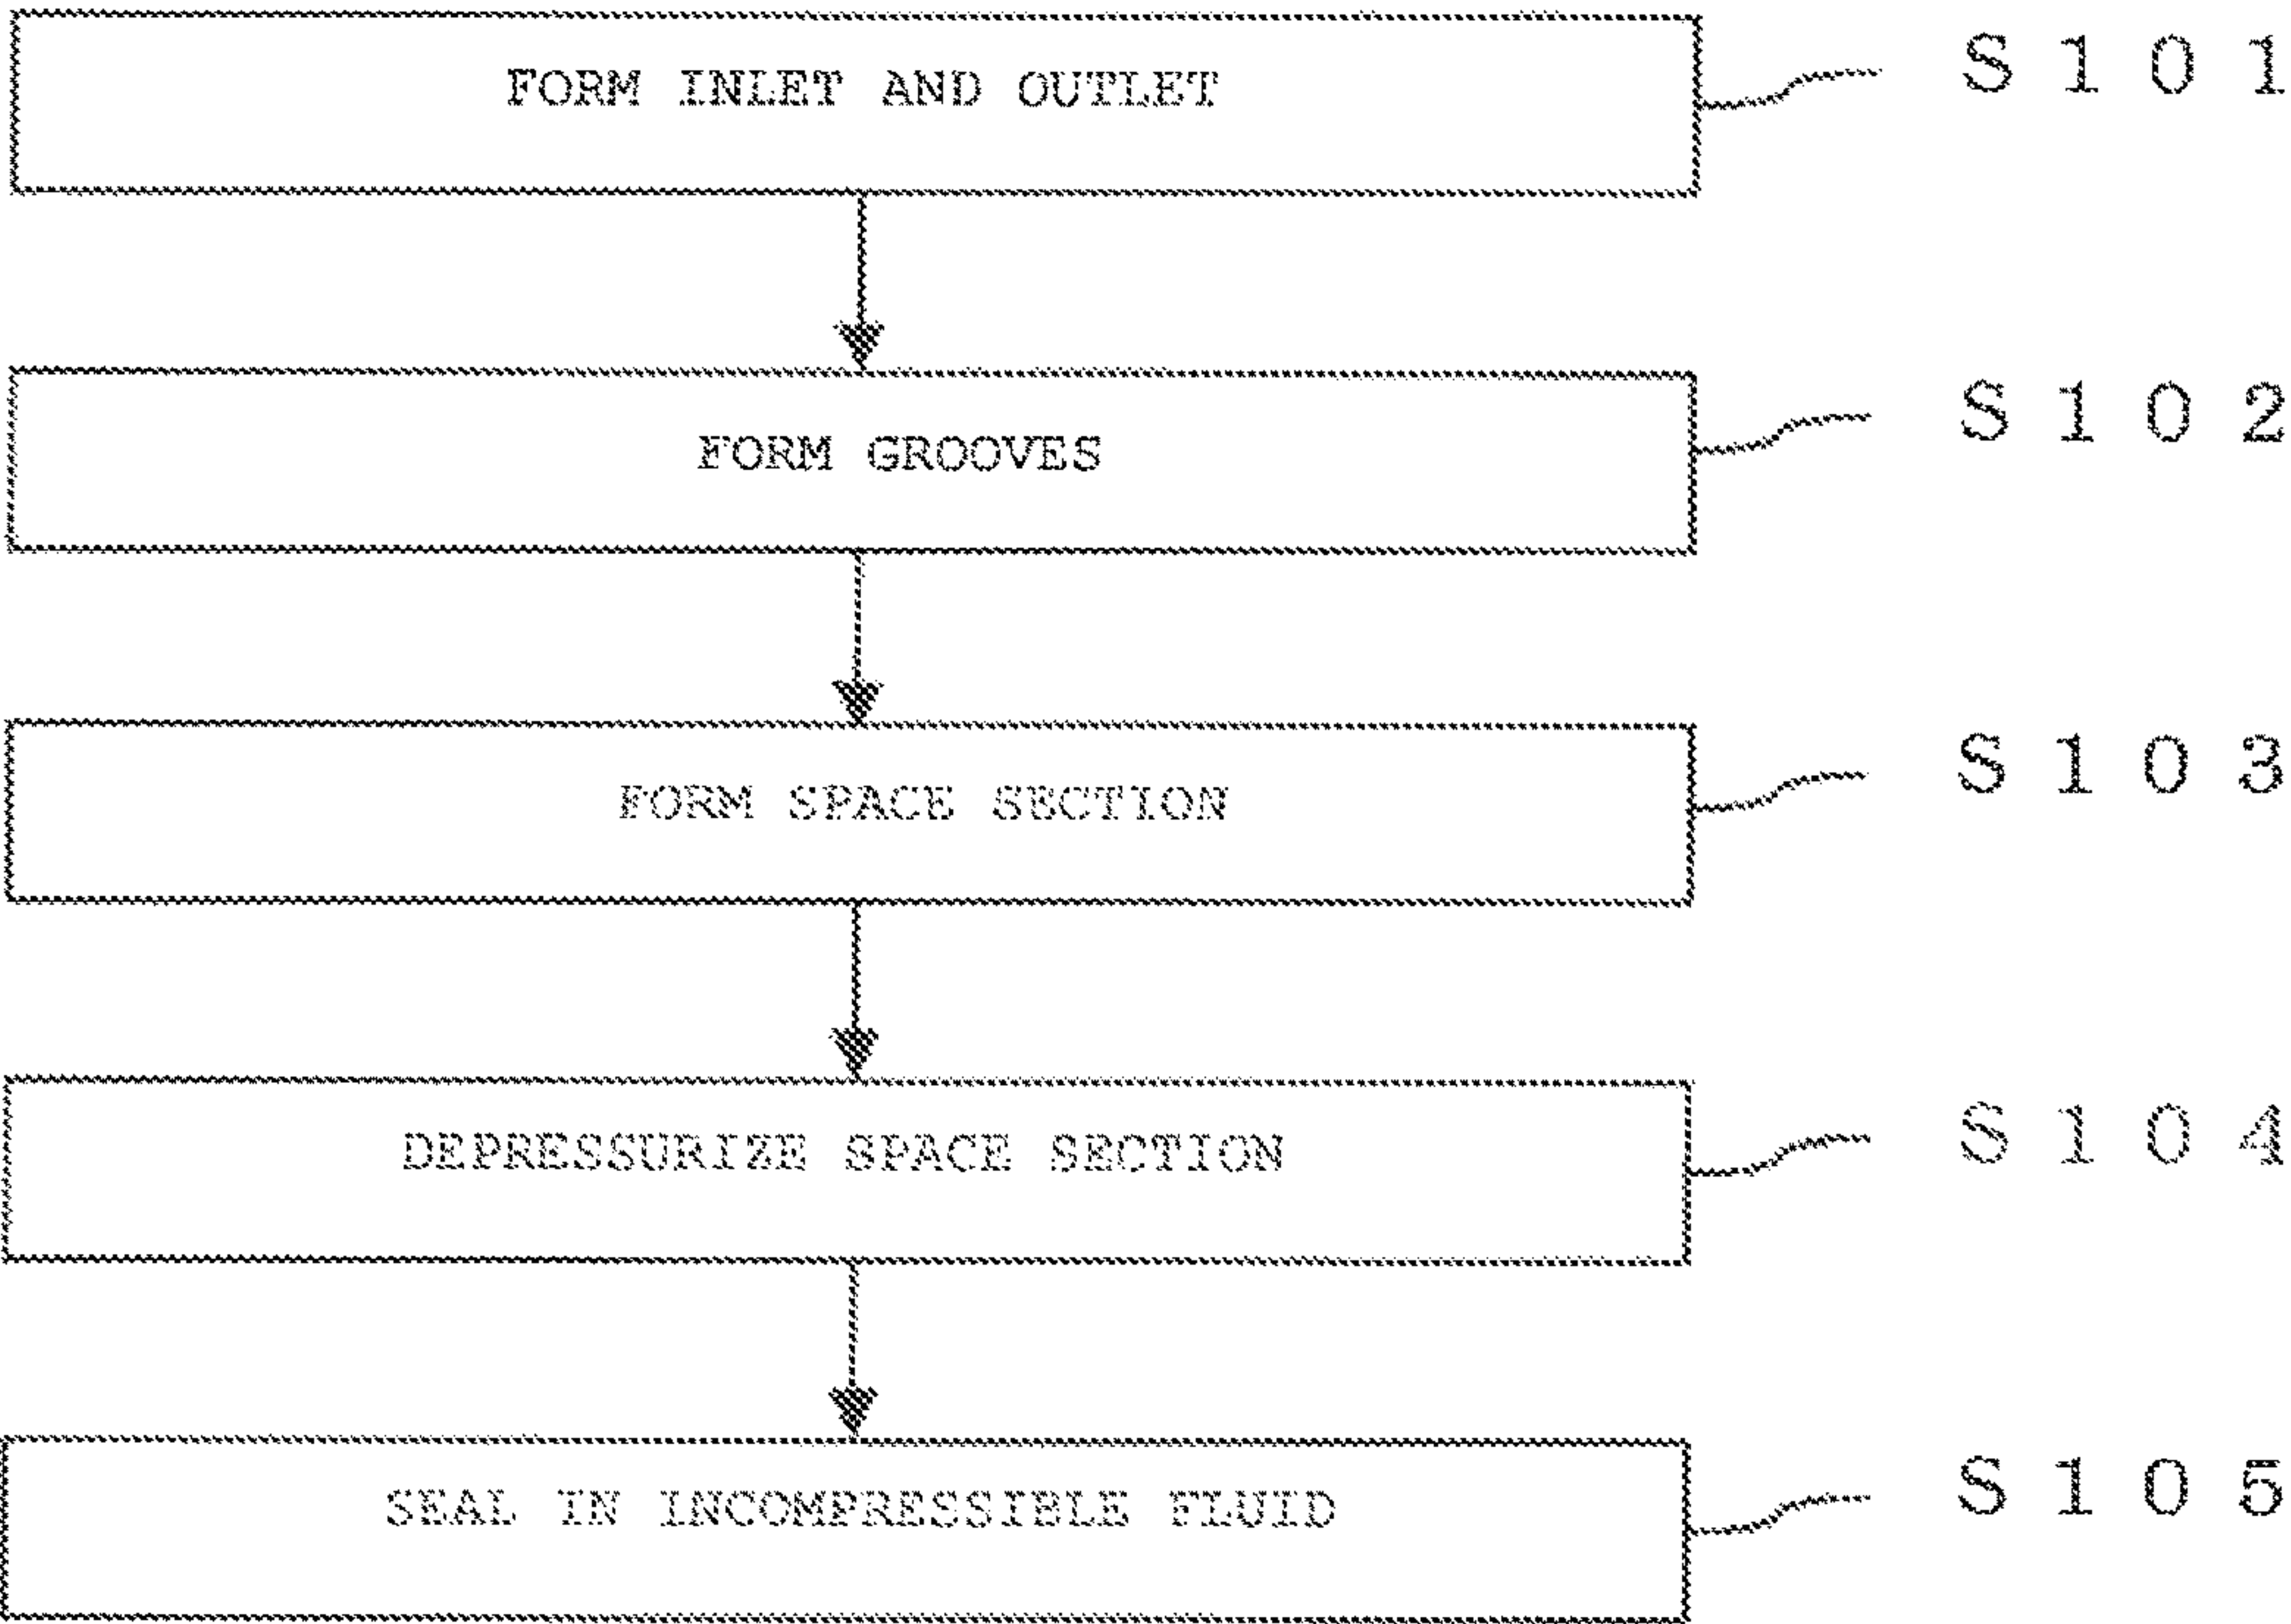 FORM INLET AND OUTLET S101
FORM GROOVES S102
FORM SPACE SECTION S103
DEPRESSURIZE SPACE SECTION S104
SEAL IN INCOMPRESSIBLE FLUID S105